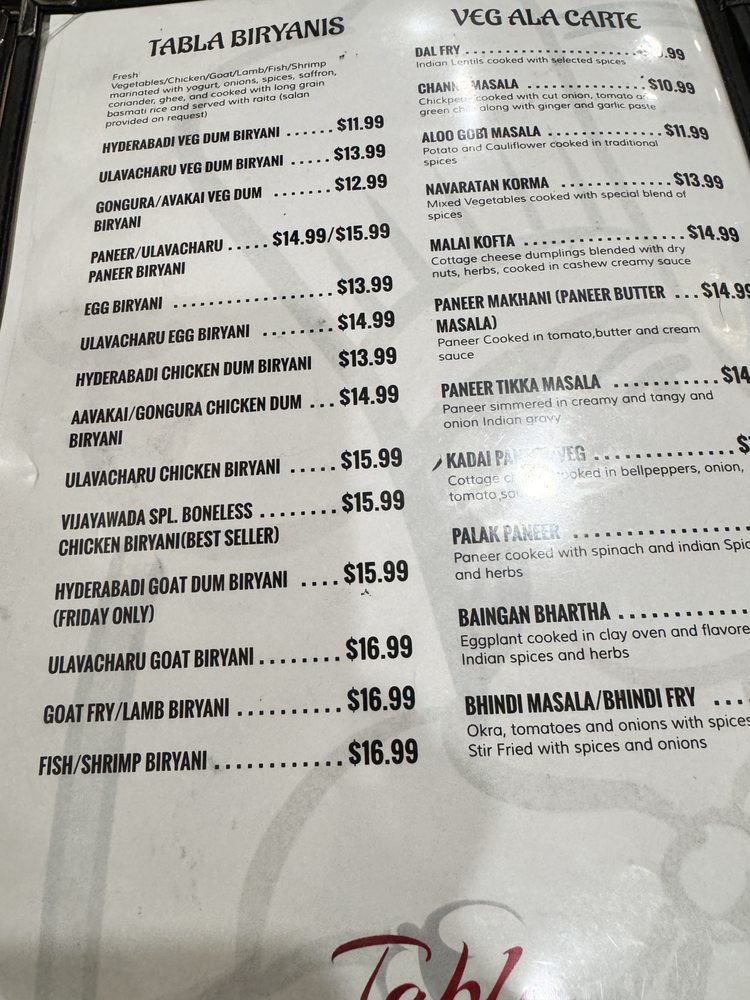 TABLA BIRYANIS
Fresh
Vegetables/Chicken/Goat/Lamb/Fish/Shrimp
marinated with yogurt, onions, spices, saffron,
coriander, ghee, and cooked with long grain
basmati rice and served with raita (salan
provided on request)
HYDERABADI VEG DUM BIRYANI ...... $11.99
ULAVACHARU VEG DUM BIRYANI ..... $13.99
GONGURA/AVAKAI VEG DUM ....... $12.99
BIRYANI
PANEER/ULAVACHARU ..... $14.99/$15.99
PANEER BIRYANI
EGG BIRYANI .................. $13.99
ULAVACHARU EGG BIRYANI ........ $14.99
HYDERABADI CHICKEN DUM BIRYANI $13.99
AAVAKAI/GONGURA CHICKEN DUM ... $14.99
BIRYANI
ULAVACHARU CHICKEN BIRYANI ..... $15.99
VIJAYAWADA SPL. BONELESS ........ $15.99
CHICKEN BIRYANI(BEST SELLER)
HYDERABADI GOAT DUM BIRYANI .... $15.99
(FRIDAY ONLY)
ULAVACHARU GOAT BIRYANI ........ $16.99
GOAT FRY/LAMB BIRYANI .......... $16.99
FISH/SHRIMP BIRYANI ............ $16.99
VEG ALA CARTE
DAL FRY .99
Indian Lentils cooked with selected spices
MASALA ............. $10.99
cooked with cut onion, tomato
green along with ginger and garlic paste
ALOO GOBI MASALA ............. $11.99
Potato and Cauliflower cooked in traditional
spices
NAVARATAN KORMA ............. $13.99
Mixed Vegetables cooked with special blend of
spices
MALAI KOFTA .................. $14.99
Cottage cheese dumplings blended with dry
nuts, herbs, cooked in cashew creamy sauce
PANEER MAKHANI (PANEER BUTTER ... $14.99
MASALA)
Paneer Cooked in tomato,butter and cream
sauce
PANEER TIKKA MASALA ........... $14
Paneer simmered in creamy and tangy and
onion Indian gravy
KADAI VEG .............. $
Cottage cooked in bellpeppers, onion,
tomato
PALAK PANEER ..................
Paneer cooked with spinach and indian
and herbs
BAINGAN BHARTHA .............
Eggplant cooked in clay oven and
Indian spices and herbs
BHINDI MASALA/BHINDI FRY ...
Okra, tomatoes and onions with spices
Stir Fried with spices and onions